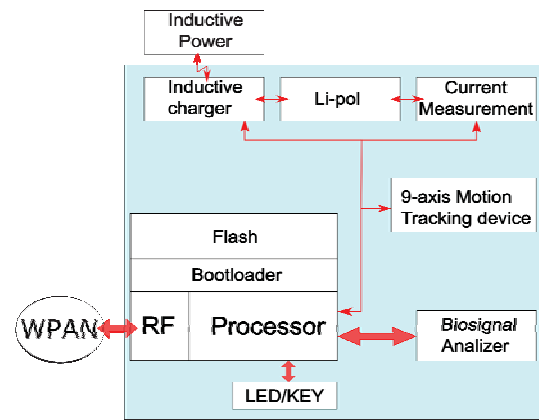 Inductive
Power
Inductive
charger
Li-pol
Current
Measurement
9-axis Motion
Tracking device
Flash
Bootloader
WPAN
RF
Processor
Biosignal
Analizer
LED/KEY